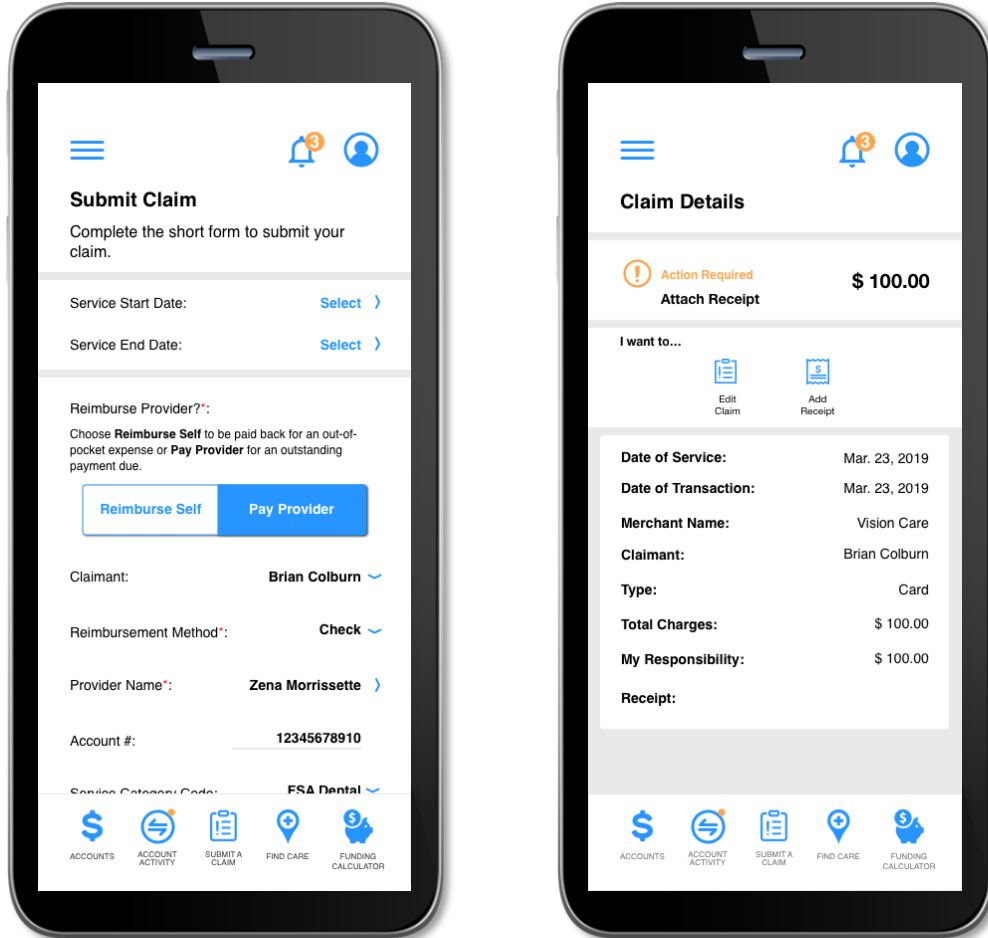 3
Submit Claim
Complete the short form to submit your
claim.
Service Start Date: Select
Service End Date: Select
Reimburse Provider?*:
Choose Reimburse Self to be paid back for an out-of-
pocket expense or Pay Provider for an outstanding
payment due.
Reimburse Self Pay Provider
Claimant: Brian Colburn
Reimbursement Method*: Check
Provider Name*: Zena Morrissette
Account #: 12345678910
Service Category Code: FSA Dental
$ $
ACCOUNTS ACCOUNT SUBMIT A FIND CARE FUNDING
ACTIVITY CLAIM CALCULATOR
3
Claim Details
Action Required
Attach Receipt
$ 100.00
I want to...
$
Edit Add
Claim Receipt
Date of Service: Mar. 23, 2019
Date of Transaction: Mar. 23, 2019
Merchant Name: Vision Care
Claimant: Brian Colburn
Type: Card
Total Charges: $ 100.00
My Responsibility: $ 100.00
Receipt:
$ $
ACCOUNTS ACCOUNT SUBMIT A FIND CARE FUNDING
ACTIVITY CLAIM CALCULATOR